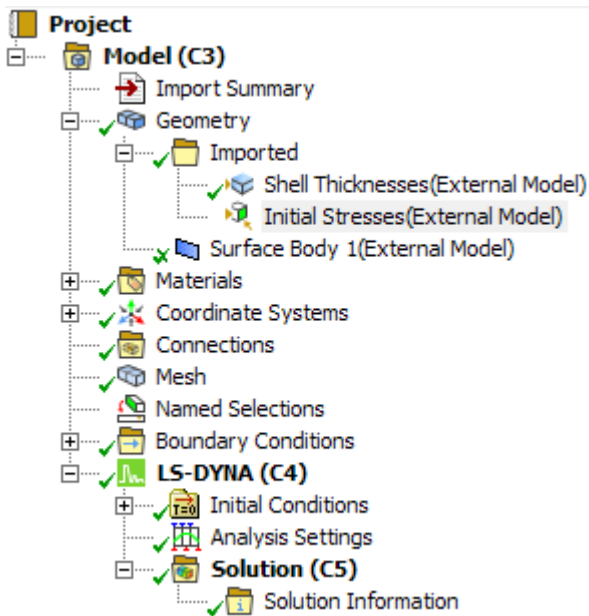 Project
Model (C3)
Import Summary
Geometry
Imported
Shell Thicknesses(External Model)
Initial Stresses(External Model)
Surface Body 1(External Model)
Materials
Coordinate Systems
Connections
Mesh
Named Selections
Boundary Conditions
LS-DYNA (C4)
T=0 Initial Conditions
Analysis Settings
Solution (C5)
Solution Information